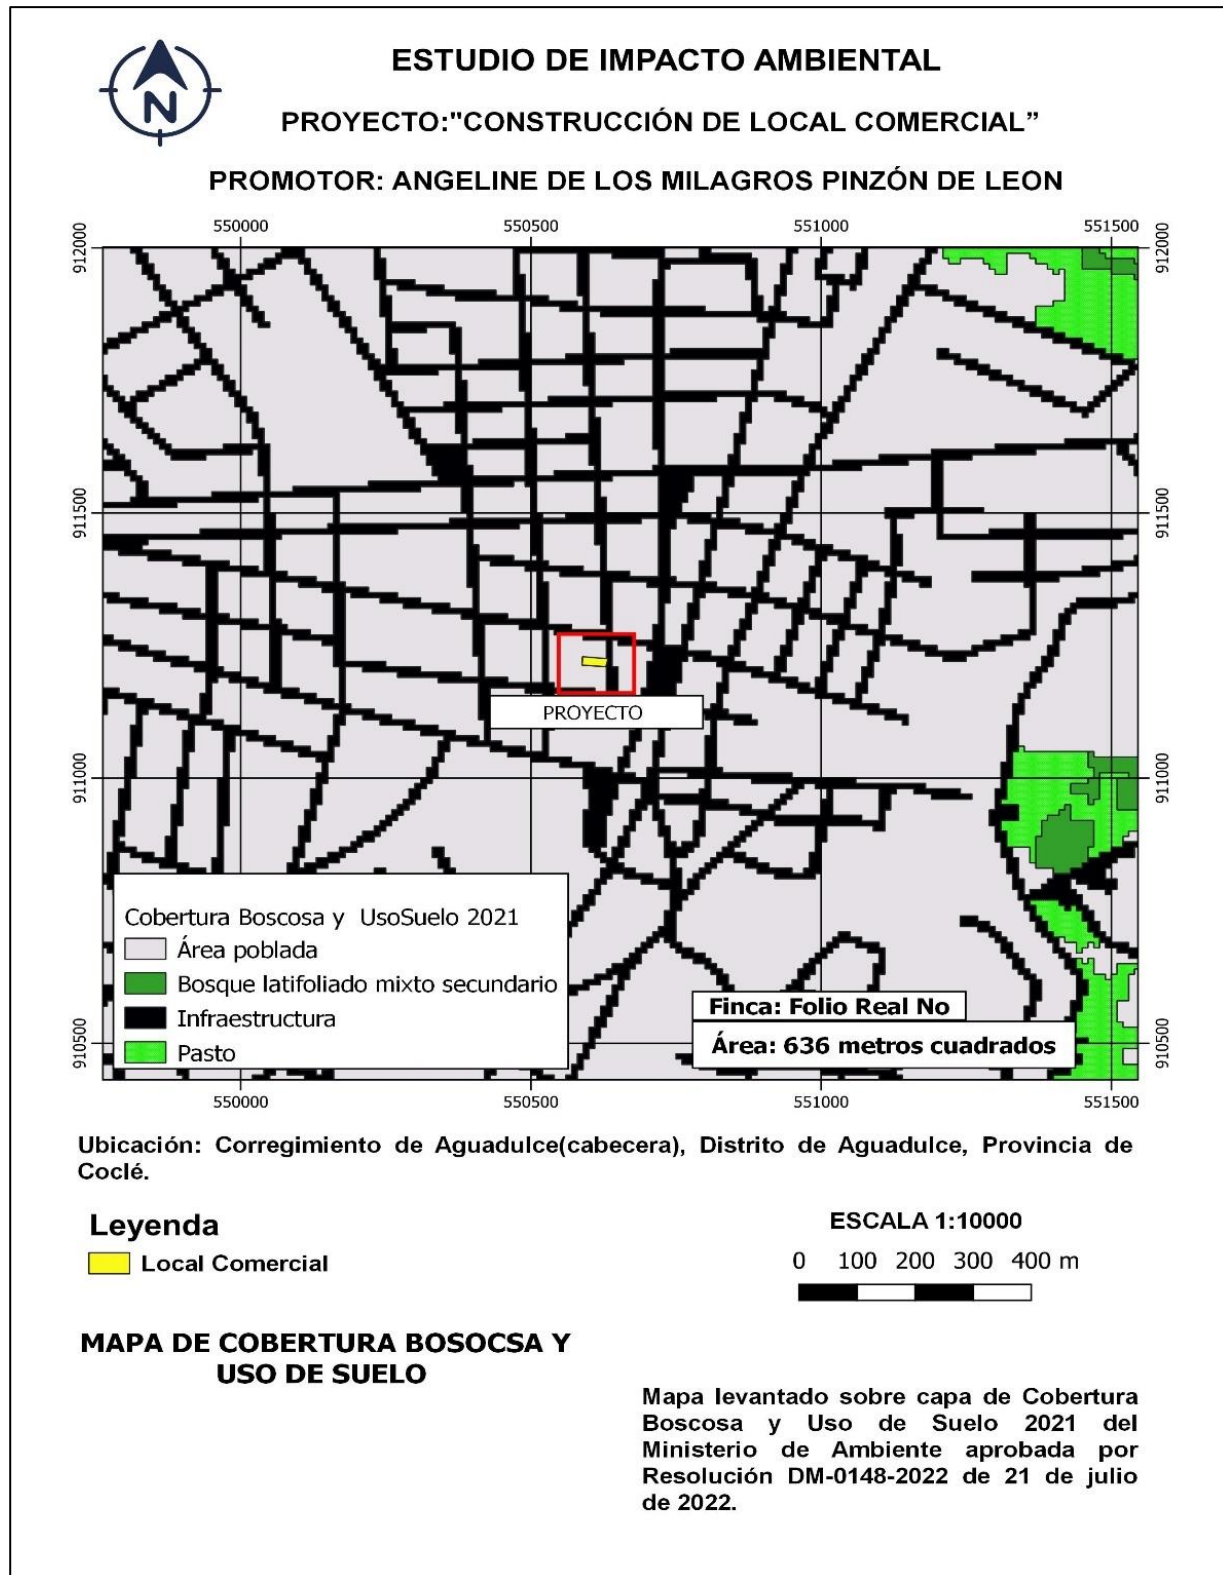 N
ESTUDIO DE IMPACTO AMBIENTAL
PROYECTO:"CONSTRUCCIÓN DE LOCAL COMERCIAL”
PROMOTOR: ANGELINE DE LOS MILAGROS PINZÓN DE LEON
550000 550500 551000 551500
912000 912000
911500 911500
PROYECTO
911000 911000
Cobertura Boscosa y UsoSuelo 2021
Área poblada
Bosque latifoliado mixto secundario
Infraestructura
Pasto
Finca: Folio Real No
Área: 636 metros cuadrados
910500 910500
550000 550500 551000 551500
Ubicación: Corregimiento de Aguadulce(cabecera), Distrito de Aguadulce, Provincia de
Coclé.
Leyenda
Local Comercial
ESCALA 1:10000
0 100 200 300 400 m
MAPA DE COBERTURA BOSOCSA Y
USO DE SUELO
Mapa levantado sobre capa de Cobertura
Boscosa y Uso de Suelo 2021 del
Ministerio de Ambiente aprobada por
Resolución DM-0148-2022 de 21 de julio
de 2022.